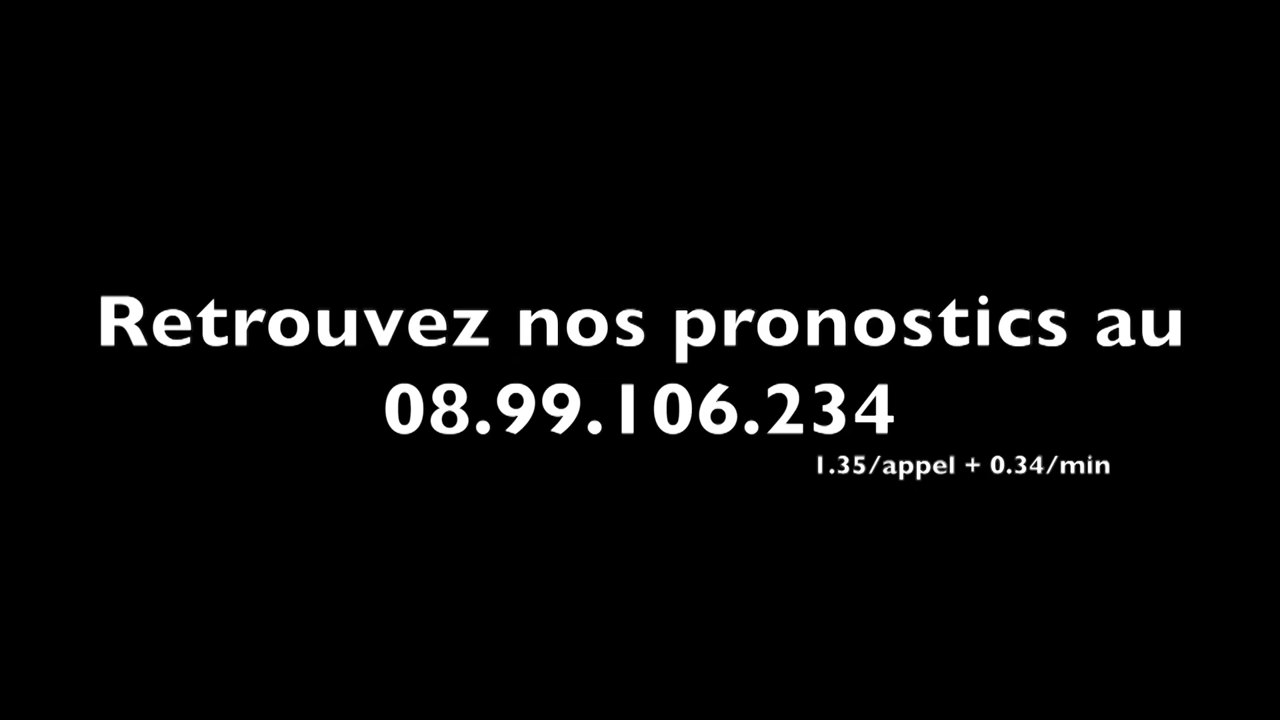 Retrouvez nos pronostics au
08.99.106.234
1.35/appel + 0.34/min